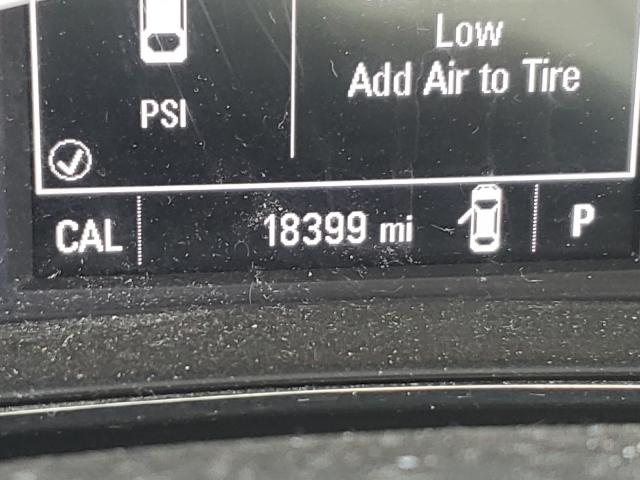 Low
Add Air to Tire
PSI
CAL
18399 mi
P